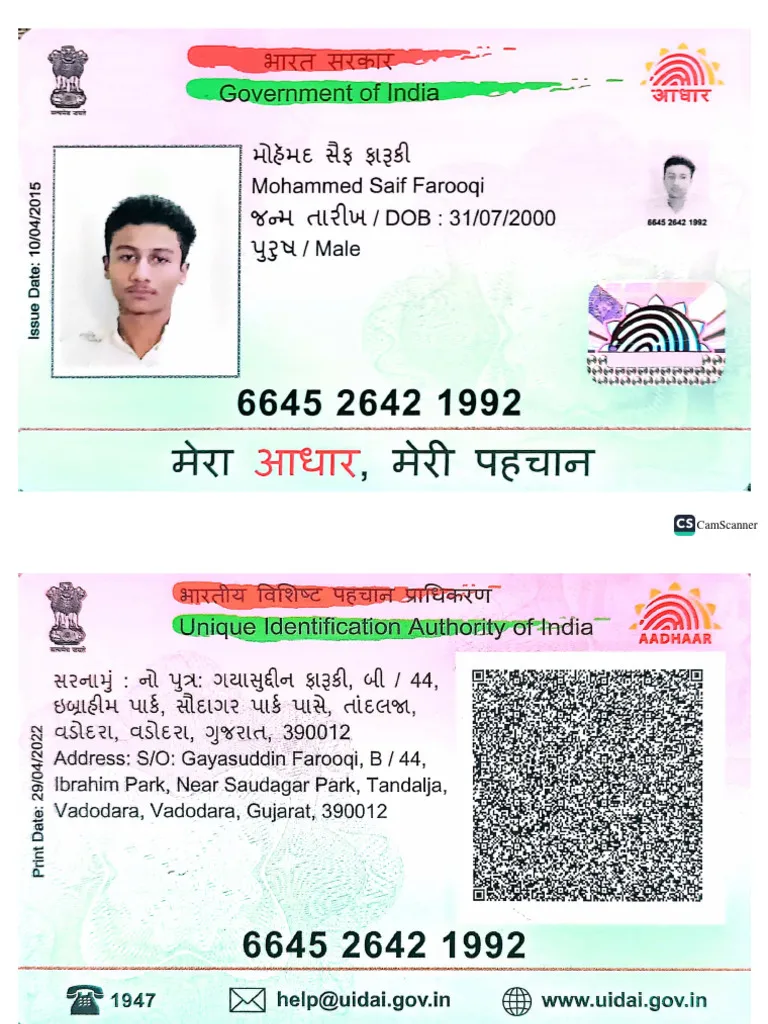 भारत सरकार
Government of India
आधार
Issue Date: 10/04/2015
મોહંમદ સૈફ ફારૂકી
Mohammed Saif Farooqi
જન્મ તારીખ / DOB : 31/07/2000
પુરુષ / Male
6645 2642 1992
6645 2642 1992
मेरा आधार, मेरी पहचान
CS CamScanner
भारतीय विशिष्ट पहचान प्राधिकरण
Unique Identification Authority of India
AADHAAR
Print Date: 29/04/2022
સરનામું : નો પુત્ર: ગયાસુદ્દીન ફારૂકી, બી / 44,
ઇબ્રાહીમ પાર્ક, સૌદાગર પાર્ક પાસે, તાંદલજા,
વડોદરા, વડોદરા, ગુજરાત, 390012
Address: S/O: Gayasuddin Farooqi, B / 44,
Ibrahim Park, Near Saudagar Park, Tandalja,
Vadodara, Vadodara, Gujarat, 390012
6645 2642 1992
1947
help@uidai.gov.in
www.uidai.gov.in